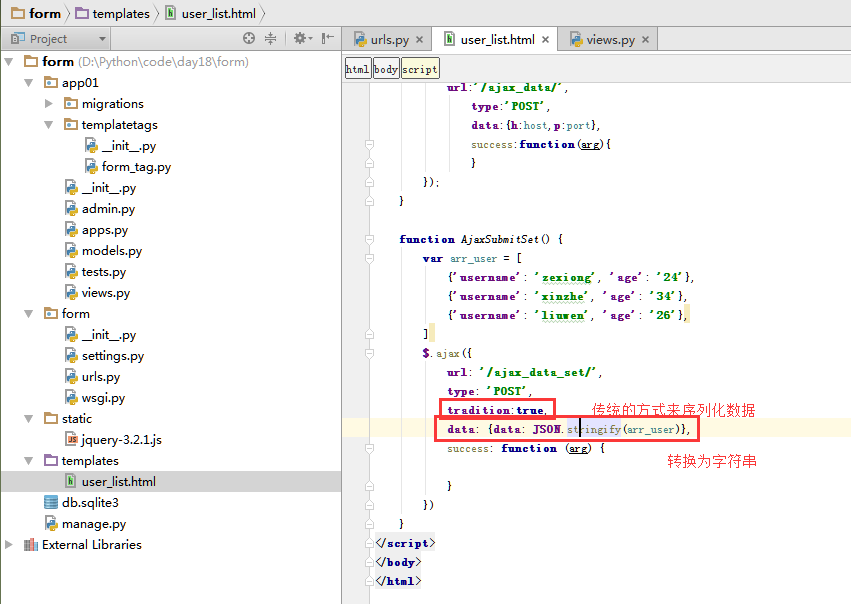 form templates user_list.html
Project
urls.py user_list.html views.py
html body script
form (D:\Python\code\day18\form)
app01
migrations
templatetags
__init__.py
form_tag.py
__init__.py
admin.py
apps.py
models.py
tests.py
views.py
form
__init__.py
settings.py
urls.py
wsgi.py
static
jquery-3.2.1.js
templates
user_list.html
db.sqlite3
manage.py
External Libraries
url:'/ajax_data/',
type:'POST',
data:{h:host,p:port},
success:function(arg){
}
});
}
function AjaxSubmitSet() {
var arr_user = [
{'username': 'zexiong', 'age': '24'},
{'username': 'xinzhe', 'age': '34'},
{'username': 'liuwen', 'age': '26'},
]
$.ajax({
url: '/ajax_data_set/',
type: 'POST',
tradition:true, 传统的方式来序列化数据
data: {data: JSON.stringify(arr_user)},
success: function (arg) {
转换为字符串
}
})
}
</script>
</body>
</html>